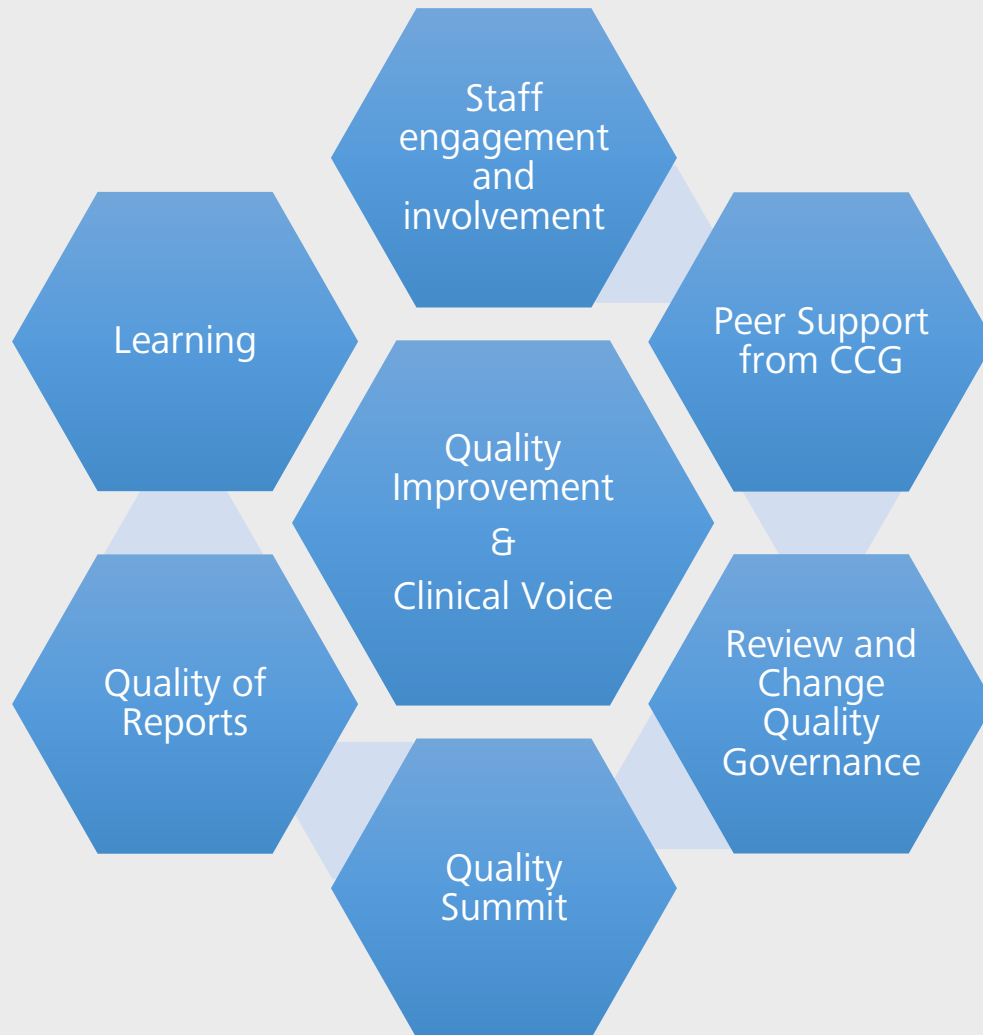 Staff
engagement
and
involvement
Learning
Peer Support
from CCG
Quality
Improvement
&
Clinical Voice
Quality of
Reports
Review and
Change
Quality
Governance
Quality
Summit